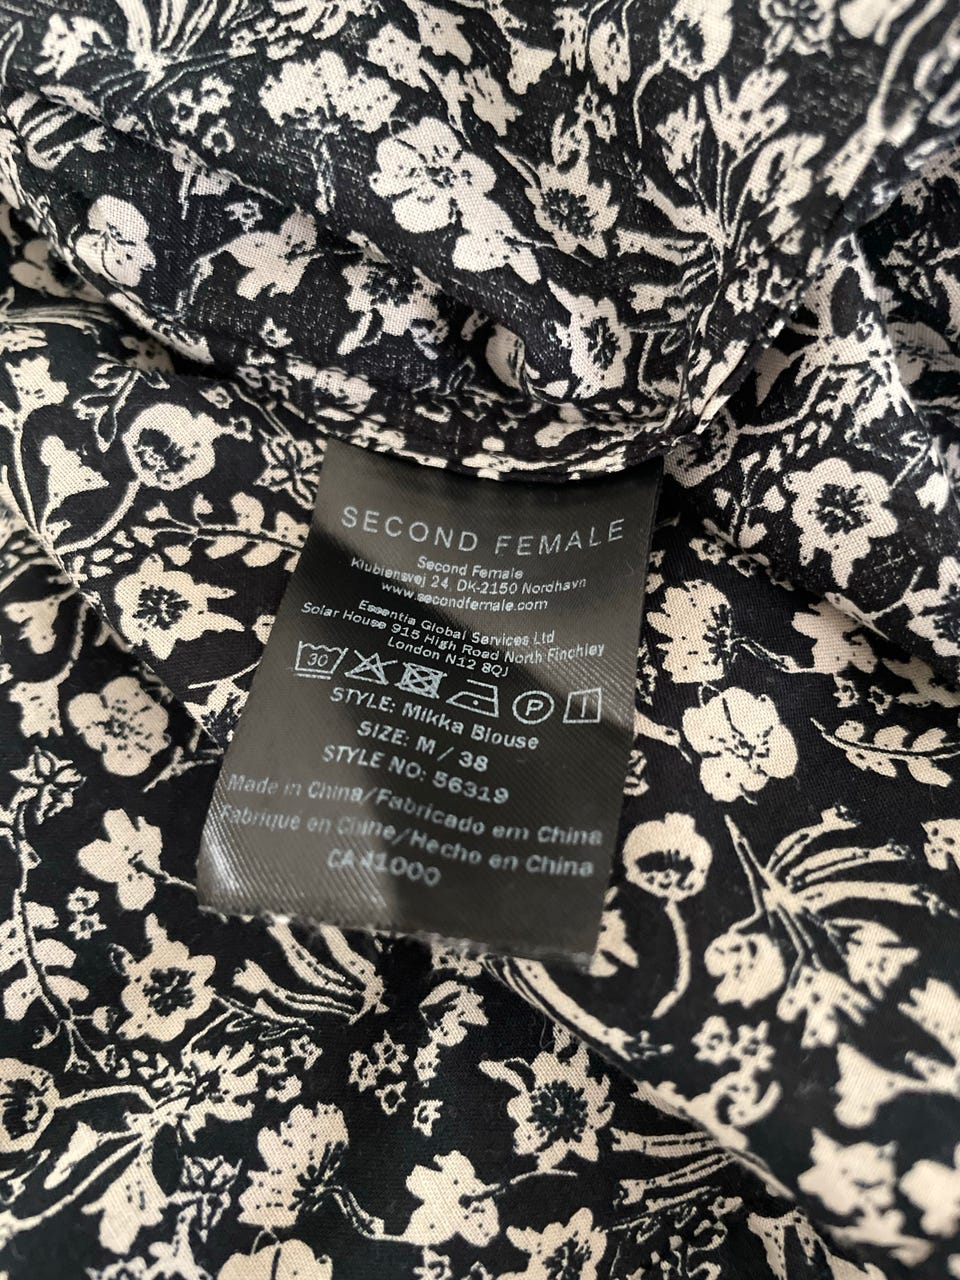 SECOND FEMALE
Second Female
Klubiensvej 24, DK-2150 Nordhavn
www.secondfemale.com
Essentia Global Services Ltd
Solar House 915 High Road North Finchley
London N12 8QJ
30 P
STYLE: Mikka Blouse
SIZE: M / 38
STYLE NO: 56319
Made in China/Fabricado em China
Fabriqué en Chine/Hecho en China
CA 41000